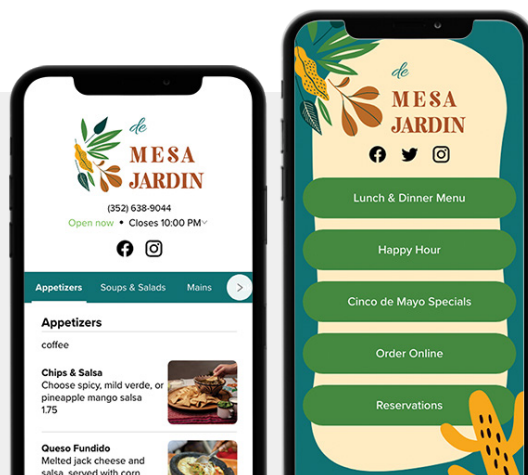 de
MESA
JARDIN
(352) 638-9044
Open now • Closes 10:00 PM
Appetizers Soups & Salads Mains
Appetizers
coffee
Chips & Salsa
Choose spicy, mild verde, or
pineapple mango salsa
1.75
Queso Fundido
Melted jack cheese and
salsa, served with corn
de
MESA
JARDIN
Lunch & Dinner Menu
Happy Hour
Cinco de Mayo Specials
Order Online
Reservations